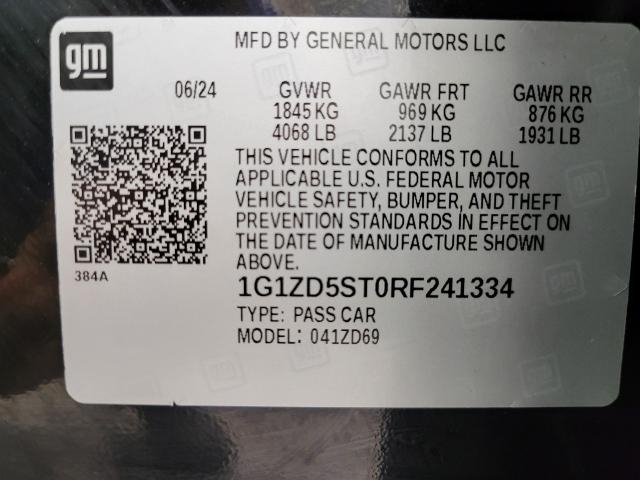 gm
MFD BY GENERAL MOTORS LLC
06/24 GVWR GAWR FRT GAWR RR
1845 KG 969 KG 876 KG
4068 LB 2137 LB 1931 LB
THIS VEHICLE CONFORMS TO ALL
APPLICABLE U.S. FEDERAL MOTOR
VEHICLE SAFETY, BUMPER, AND THEFT
PREVENTION STANDARDS IN EFFECT ON
THE DATE OF MANUFACTURE SHOWN
ABOVE.
384A
1G1ZD5ST0RF241334
TYPE: PASS CAR
MODEL: 041ZD69